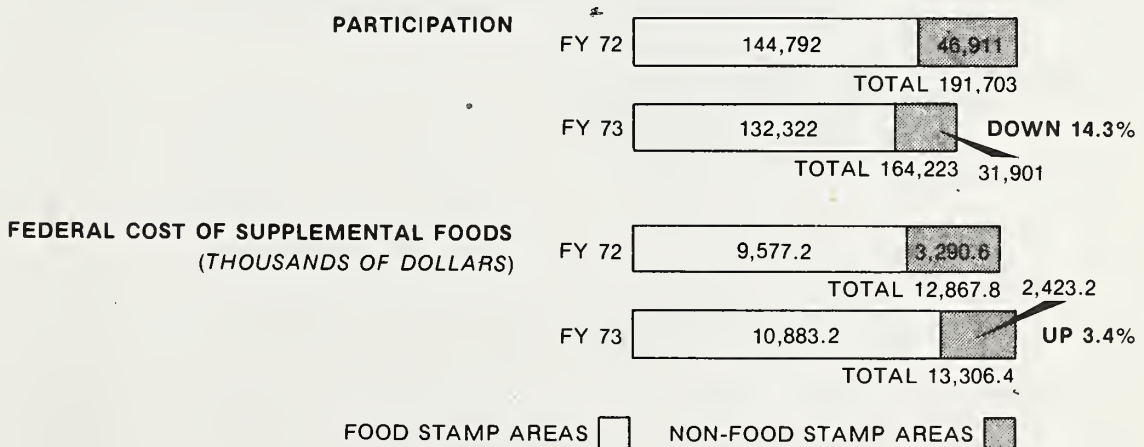 PARTICIPATION
FY 72 144,792 46,911
TOTAL 191,703
FY 73 132,322 DOWN 14.3%
TOTAL 164,223 31,901
FEDERAL COST OF SUPPLEMENTAL FOODS
(THOUSANDS OF DOLLARS)
FY 72 9,577.2 3,290.6
TOTAL 12,867.8 2,423.2
FY 73 10,883.2 UP 3.4%
TOTAL 13,306.4
FOOD STAMP AREAS NON-FOOD STAMP AREAS